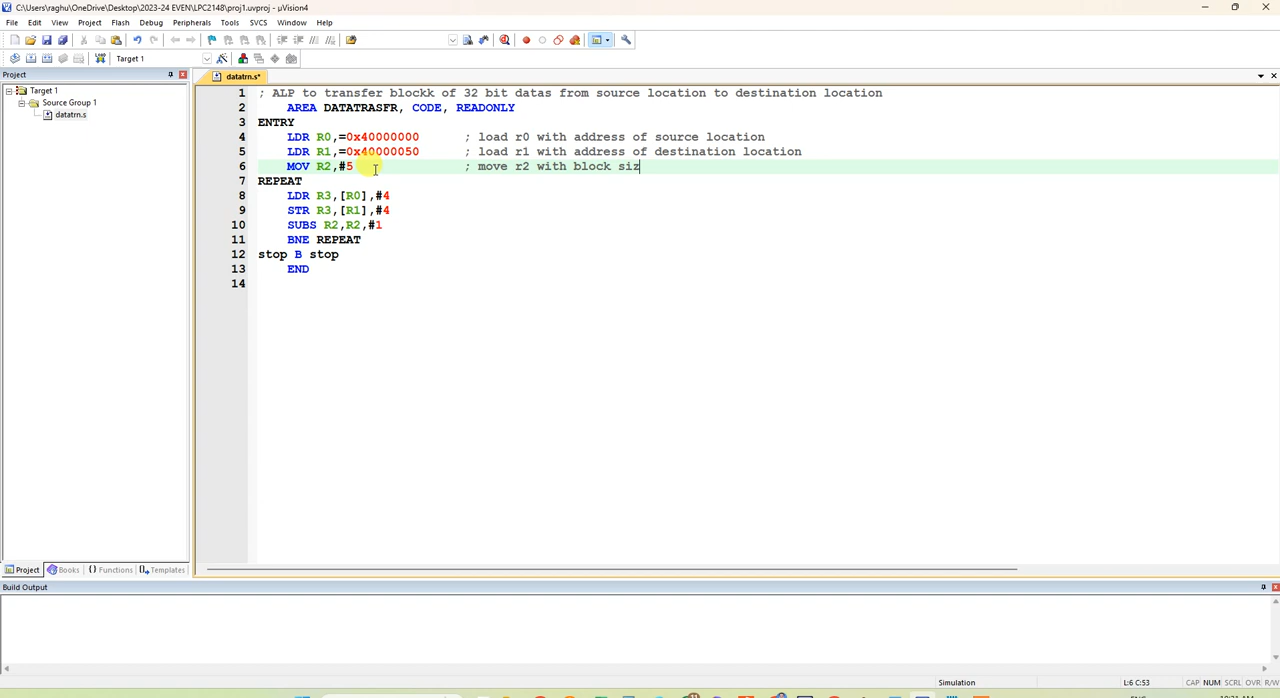 C:\Users\raghu\OneDrive\Desktop\2023-24 EVEN\LPC2148\proj1.uvproj - µVision4
File Edit View Project Flash Debug Peripherals Tools SVCS Window Help
Target 1
Project
datatrn.s*
Target 1
Source Group 1
datatrn.s
1 ; ALP to transfer blockk of 32 bit datas from source location to destination location
2 AREA DATATRASFR, CODE, READONLY
3 ENTRY
4 LDR R0,=0x40000000 ; load r0 with address of source location
5 LDR R1,=0x40000050 ; load r1 with address of destination location
6 MOV R2,#5 ; move r2 with block siz
7 REPEAT
8 LDR R3,[R0],#4
9 STR R3,[R1],#4
10 SUBS R2,R2,#1
11 BNE REPEAT
12 stop B stop
13 END
14
Project Books {} Functions Templates
Build Output
Simulation L:6 C:53 CAP NUM SCRL OVR R/W